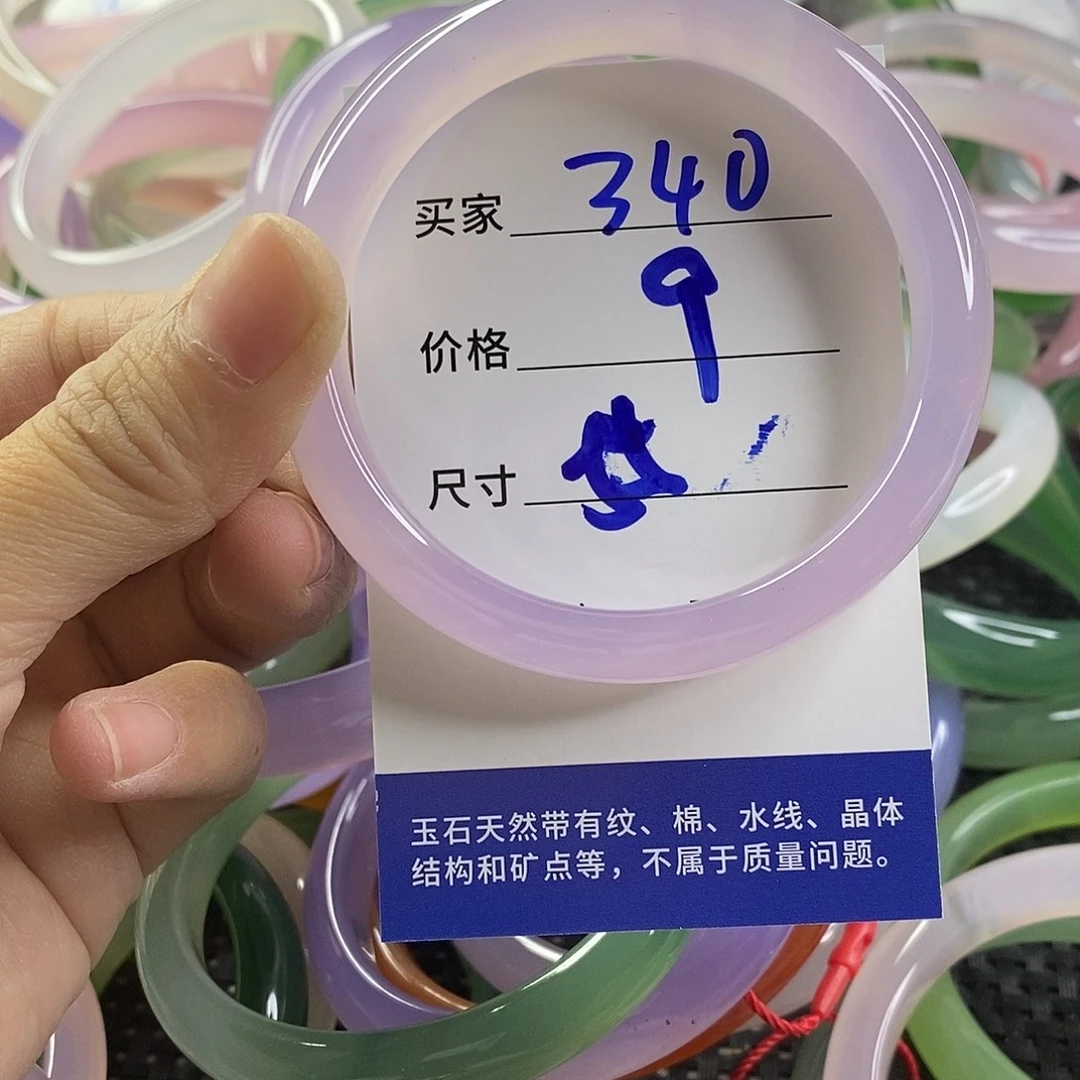 买家 340
价格 9
尺寸
玉石天然带有纹、棉、水线、晶体
结构和矿点等，不属于质量问题。